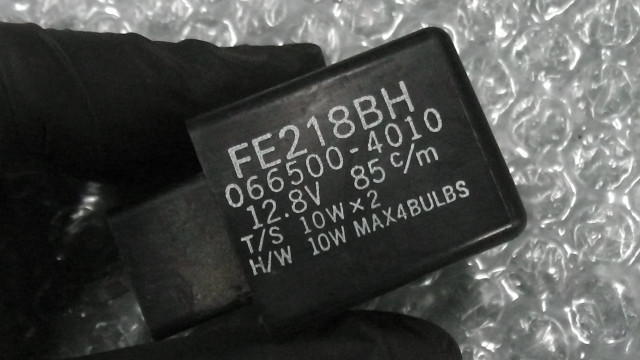 FE218BH
066500-4010
12.8V 85c/m
T/S 10W×2
H/W 10W MAX4BULBS